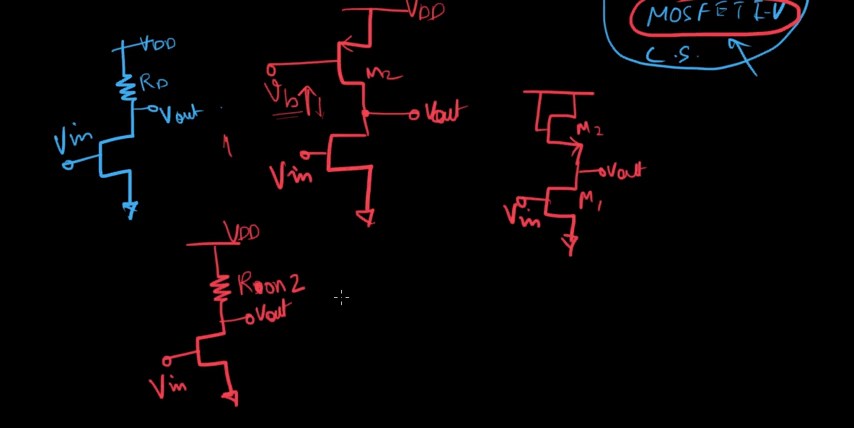 MOSFET I-V
C.S.
VDD
RD
Vout
Vin
VDD
M2
Vb
Vout
Vin
M2
Vout
M1
Vin
VDD
Ron2
Vout
Vin